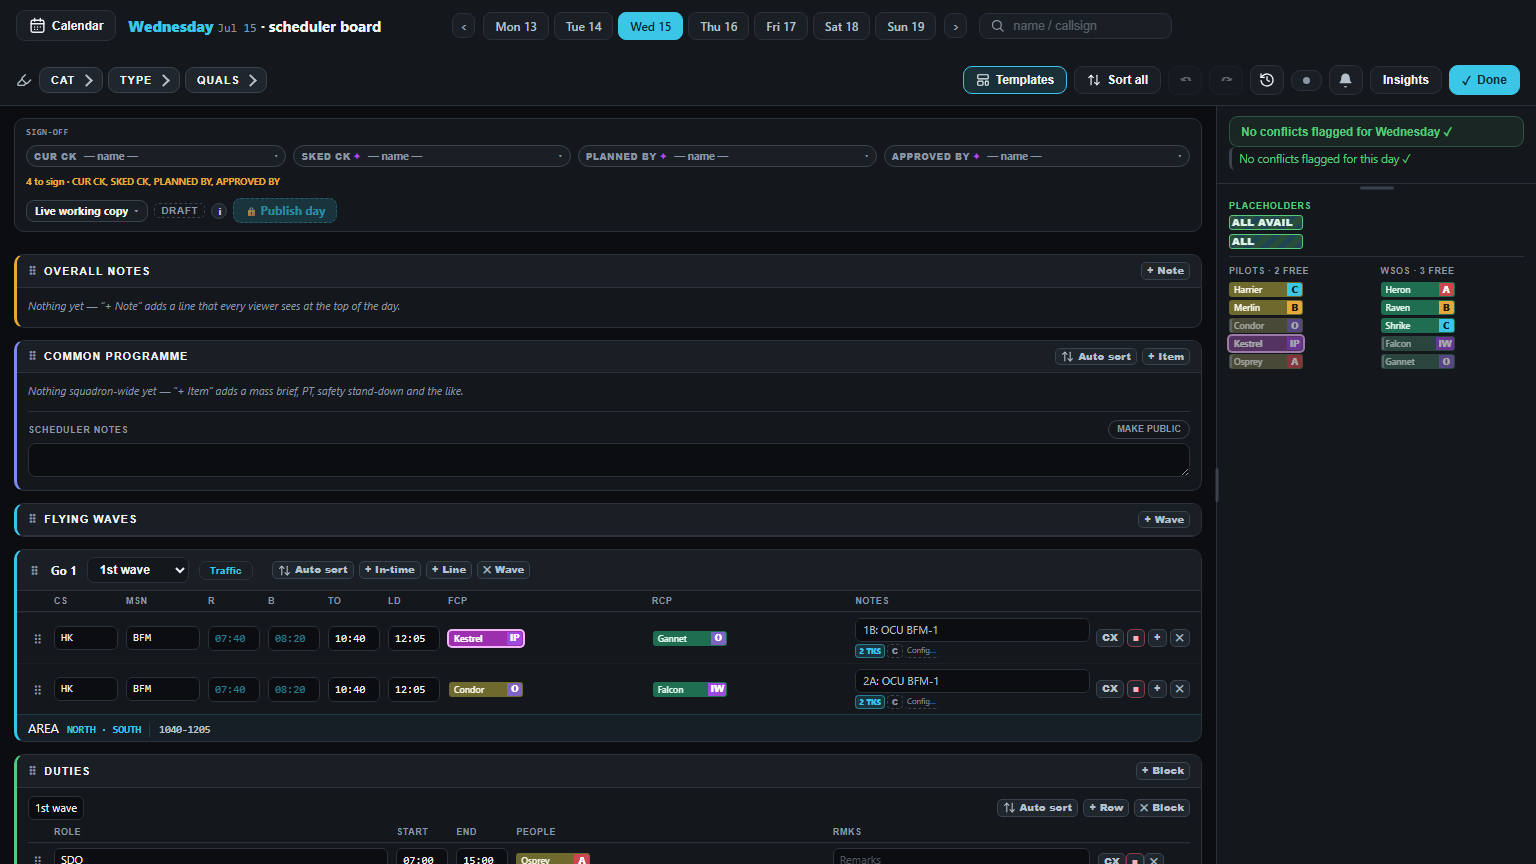 Calendar
Wednesday Jul 15 · scheduler board
‹ Mon 13 Tue 14 Wed 15 Thu 16 Fri 17 Sat 18 Sun 19 ›
name / callsign
CAT TYPE QUALS
Templates Sort all Insights ✓ Done
SIGN-OFF
CUR CK — name — SKED CK ✦ — name — PLANNED BY ✦ — name — APPROVED BY ✦ — name —
4 to sign · CUR CK, SKED CK, PLANNED BY, APPROVED BY
Live working copy DRAFT i Publish day
OVERALL NOTES + Note
Nothing yet — “+ Note” adds a line that every viewer sees at the top of the day.
COMMON PROGRAMME Auto sort + Item
Nothing squadron-wide yet — “+ Item” adds a mass brief, PT, safety stand-down and the like.
SCHEDULER NOTES MAKE PUBLIC
FLYING WAVES + Wave
Go 1 1st wave Traffic Auto sort + In-time + Line ✕ Wave
CS MSN R B TO LD FCP RCP NOTES
HK BFM 07:40 08:20 10:40 12:05 Kestrel IP Gannet O 1B: OCU BFM-1 CX + ✕
2 TKS C Config...
HK BFM 07:40 08:20 10:40 12:05 Condor O Falcon IW 2A: OCU BFM-1 CX + ✕
2 TKS C Config...
AREA NORTH · SOUTH 1040-1205
DUTIES + Block
1st wave Auto sort + Row ✕ Block
ROLE START END PEOPLE RMKS
SDO 07:00 15:00 Osprey A Remarks CX + ✕
No conflicts flagged for Wednesday ✓
No conflicts flagged for this day ✓
PLACEHOLDERS
ALL AVAIL
ALL
PILOTS · 2 FREE WSOS · 3 FREE
Harrier C Heron A
Merlin B Raven B
Condor O Shrike C
Kestrel IP Falcon IW
Osprey A Gannet O